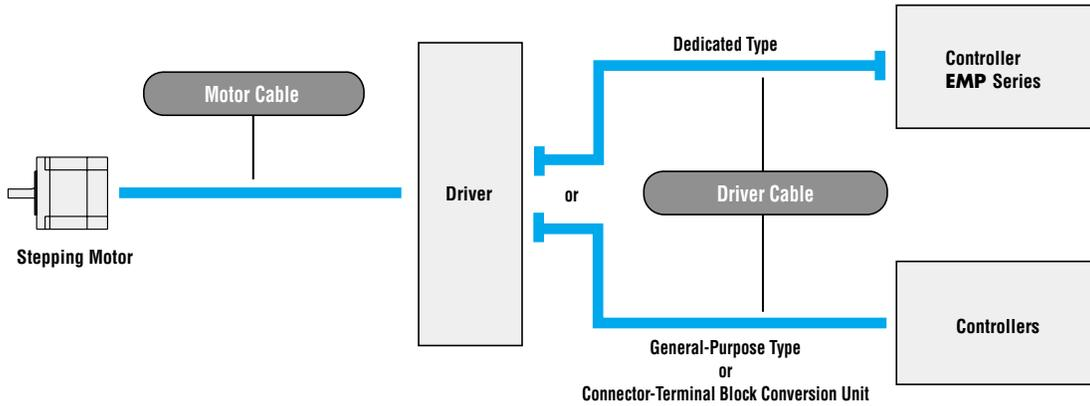 Dedicated Type
Controller
EMP Series
Motor Cable
Driver
or
Driver Cable
Stepping Motor
Controllers
General-Purpose Type
or
Connector-Terminal Block Conversion Unit